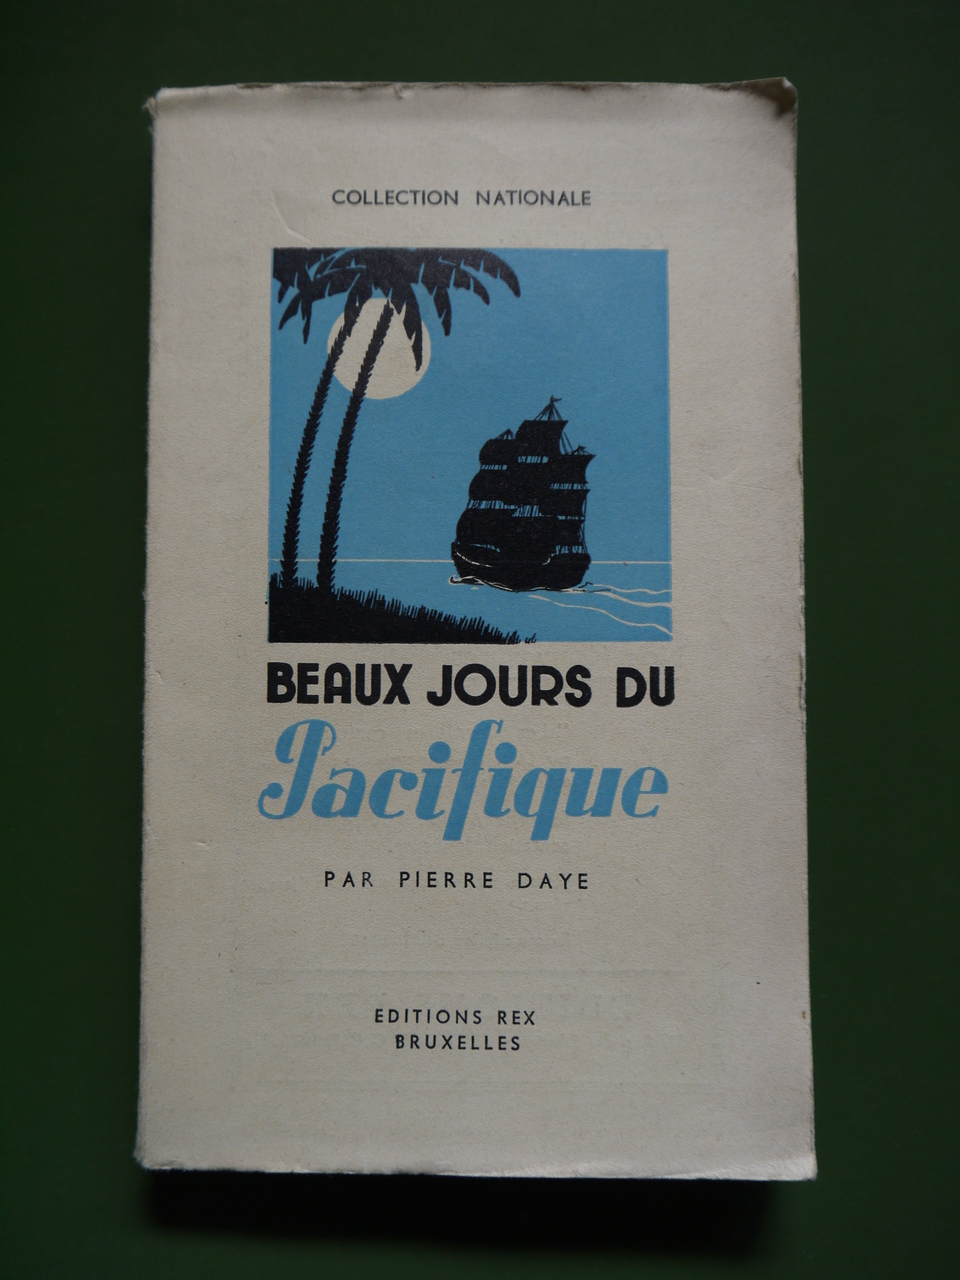 COLLECTION NATIONALE
BEAUX JOURS DU
Pacifique
PAR PIERRE DAYE
EDITIONS REX
BRUXELLES